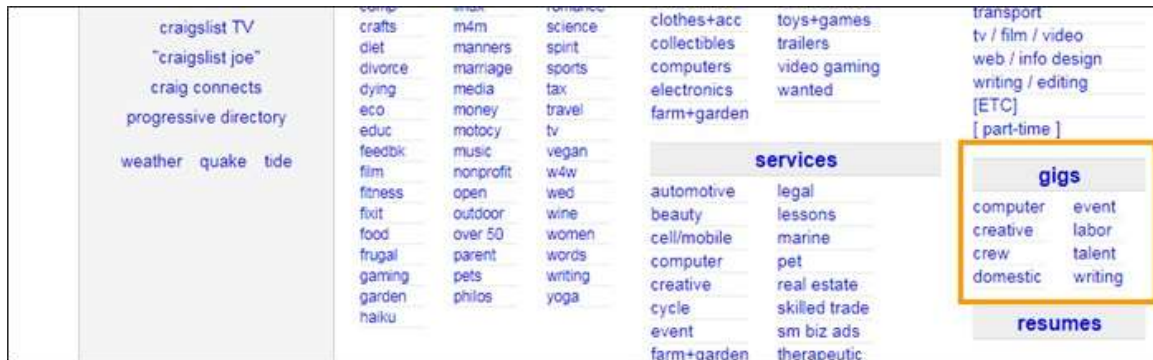 craigslist TV
"craigslist joe"
craig connects
progressive directory
weather quake tide
comp linux romance
crafts m4m science
diet manners spirit
divorce marriage sports
dying media tax
eco money travel
educ motocy tv
feedbk music vegan
film nonprofit w4w
fitness open wed
fixit outdoor wine
food over 50 women
frugal parent words
gaming pets writing
garden philos yoga
haiku
clothes+acc toys+games
collectibles trailers
computers video gaming
electronics wanted
farm+garden
services
automotive legal
beauty lessons
cell/mobile marine
computer pet
creative real estate
cycle skilled trade
event sm biz ads
farm+garden therapeutic
transport
tv / film / video
web / info design
writing / editing
[ETC]
[ part-time ]
gigs
computer event
creative labor
crew talent
domestic writing
resumes